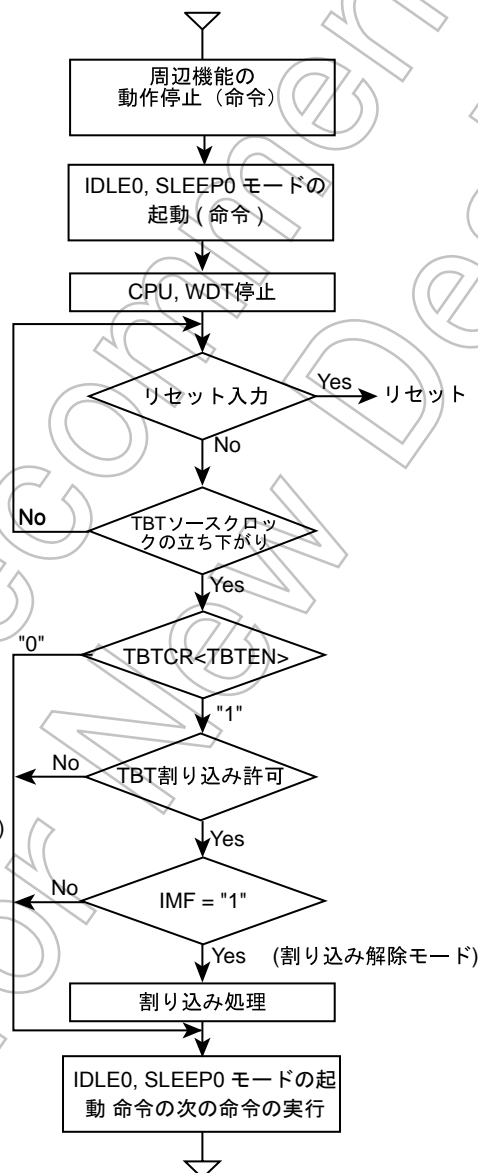 周辺機能の
動作停止（命令）
IDLE0, SLEEP0 モードの
起動 ( 命令 )
CPU, WDT停止
リセット入力
Yes
リセット
No
No
TBTソースクロッ
クの立ち下がり
Yes
"0"
TBTCR<TBTEN>
"1"
No
TBT割り込み許可
)
Yes
No
IMF = "1"
Yes
(割り込み解除モード)
割り込み処理
IDLE0, SLEEP0 モードの起
動 命令の次の命令の実行